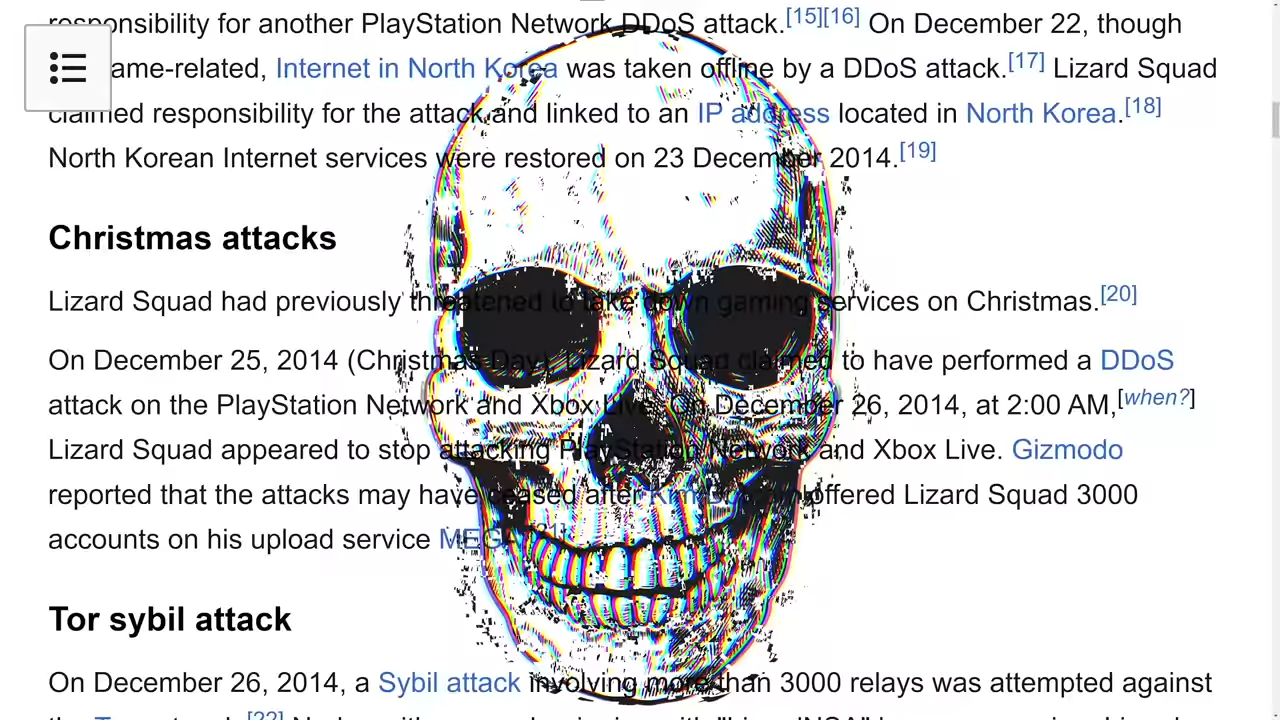 responsibility for another PlayStation Network DDoS attack.[15][16] On December 22, though
ame-related, Internet in North Korea was taken offline by a DDoS attack.[17] Lizard Squad
claimed responsibility for the attack and linked to an IP address located in North Korea.[18]
North Korean Internet services were restored on 23 December 2014.[19]
Christmas attacks
Lizard Squad had previously threatened to take down gaming services on Christmas.[20]
On December 25, 2014 (Christmas Day), Lizard Squad claimed to have performed a DDoS
attack on the PlayStation Network and Xbox Live. On December 26, 2014, at 2:00 AM,[when?]
Lizard Squad appeared to stop attacking PlayStation Network and Xbox Live. Gizmodo
reported that the attacks may have ceased after Kim offered Lizard Squad 3000
accounts on his upload service MEGA.[21]
Tor sybil attack
On December 26, 2014, a Sybil attack involving more than 3000 relays was attempted against